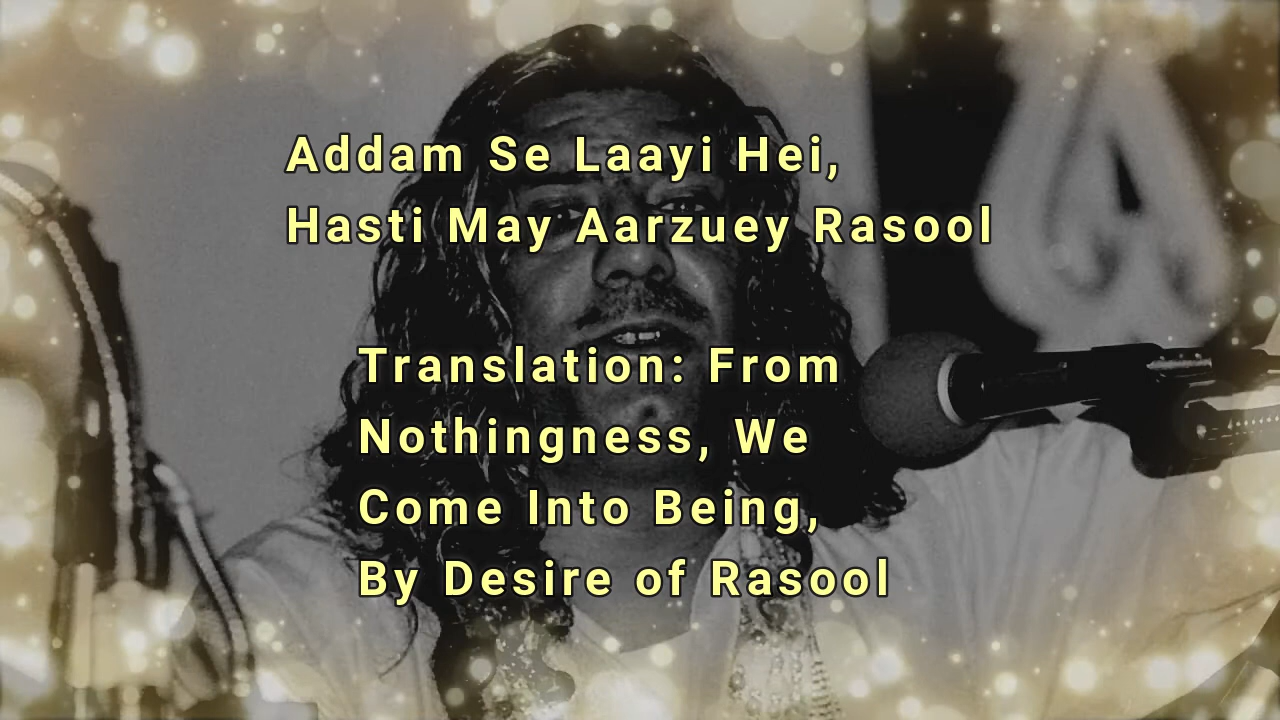 Addam Se Laayi Hei,
Hasti May Aarzuey Rasool
Translation: From
Nothingness, We
Come Into Being,
By Desire of Rasool